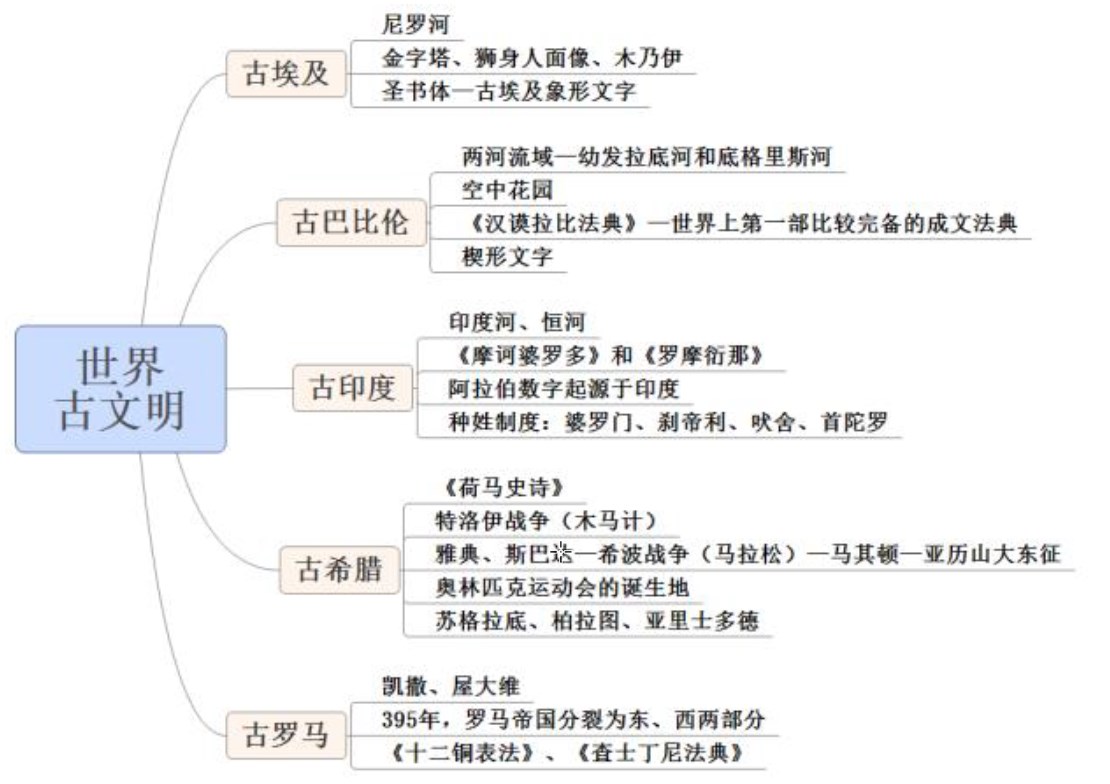 尼罗河
古埃及
金字塔、狮身人面像、木乃伊
圣书体—古埃及象形文字
两河流域—幼发拉底河和底格里斯河
空中花园
古巴比伦
《汉谟拉比法典》—世界上第一部比较完备的成文法典
楔形文字
世界
古文明
印度河、恒河
《摩诃婆罗多》和《罗摩衍那》
古印度
阿拉伯数字起源于印度
种姓制度：婆罗门、刹帝利、吠舍、首陀罗
《荷马史诗》
特洛伊战争（木马计）
雅典、斯巴达—希波战争（马拉松）—马其顿—亚历山大东征
古希腊
奥林匹克运动会的诞生地
苏格拉底、柏拉图、亚里士多德
凯撒、屋大维
古罗马
395年，罗马帝国分裂为东、西两部分
《十二铜表法》、《查士丁尼法典》